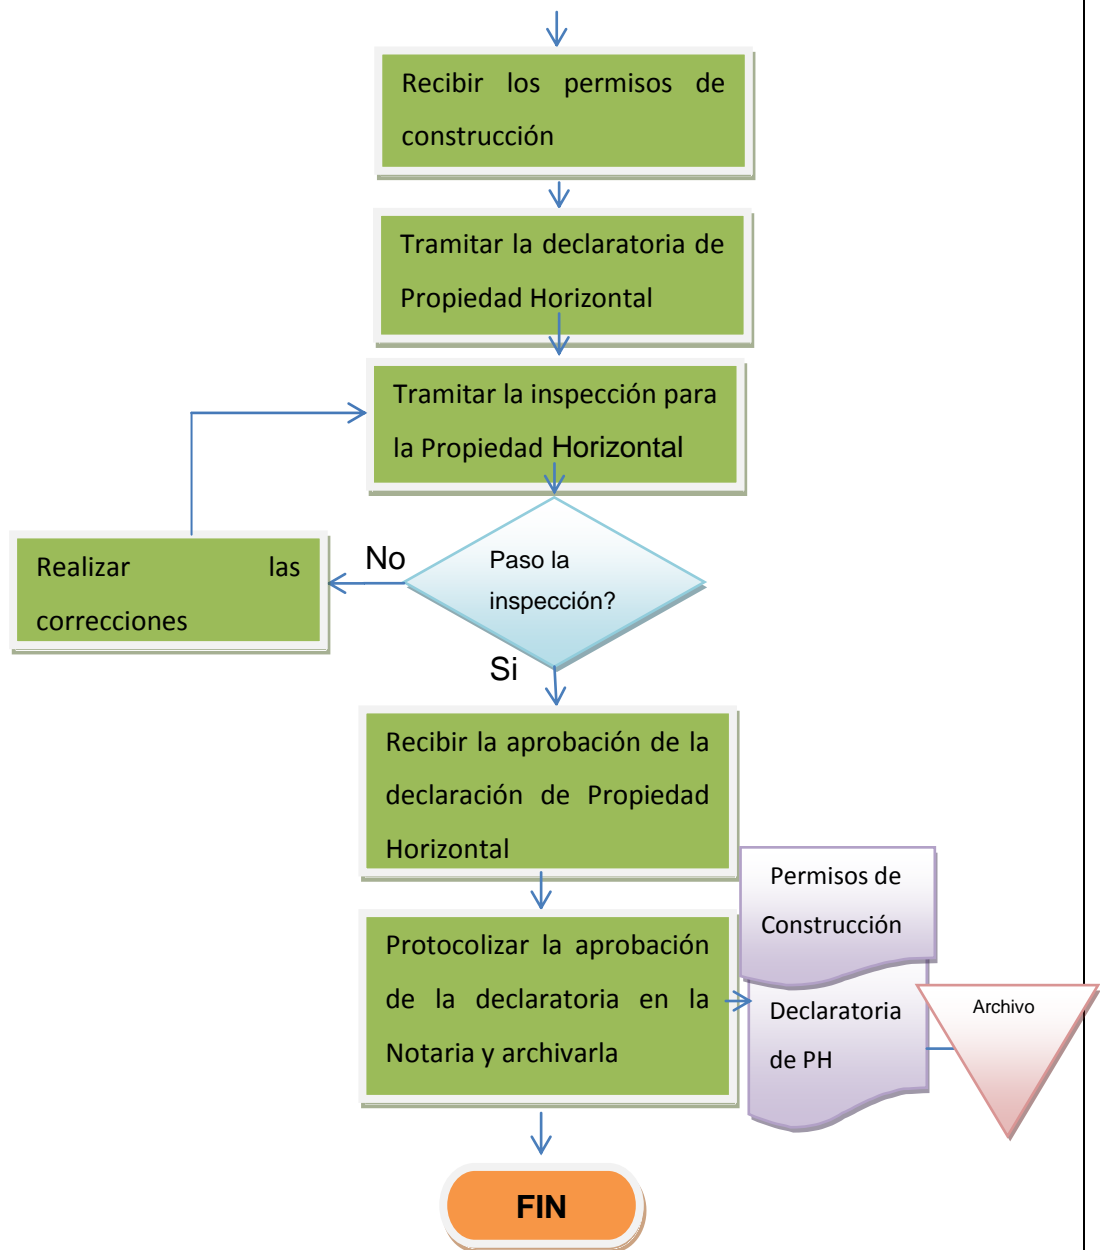 Recibir los permisos de
construcción
Tramitar la declaratoria de
Propiedad Horizontal
Tramitar la inspección para
la Propiedad Horizontal
Realizar las
correcciones
No
Paso la
inspección?
Si
Recibir la aprobación de la
declaración de Propiedad
Horizontal
Protocolizar la aprobación
de la declaratoria en la
Notaria y archivarla
Permisos de
Construcción
Declaratoria
de PH
Archivo
FIN